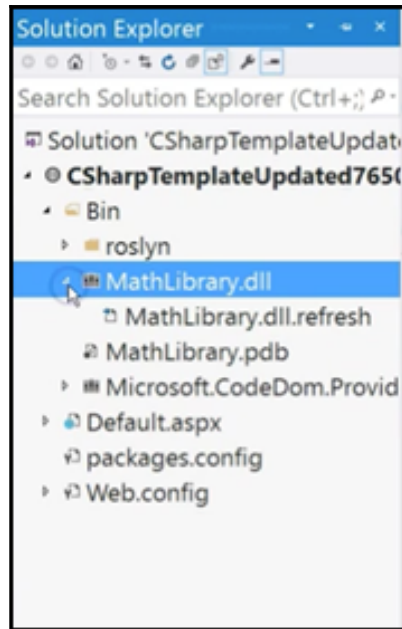 Solution Explorer
Search Solution Explorer (Ctrl+;)
Solution 'CSharpTemplateUpdat
CSharpTemplateUpdated765
Bin
roslyn
MathLibrary.dll
MathLibrary.dll.refresh
MathLibrary.pdb
Microsoft.CodeDom.Provid
Default.aspx
packages.config
Web.config